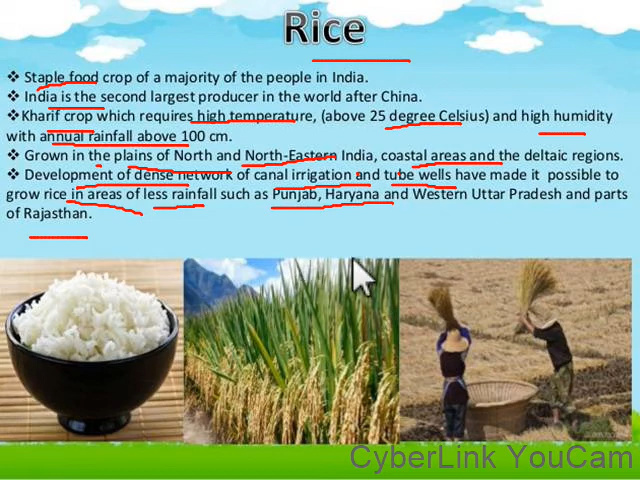 Rice
❖ Staple food crop of a majority of the people in India.
❖ India is the second largest producer in the world after China.
❖Kharif crop which requires high temperature, (above 25 degree Celsius) and high humidity
with annual rainfall above 100 cm.
❖ Grown in the plains of North and North-Eastern India, coastal areas and the deltaic regions.
❖ Development of dense network of canal irrigation and tube wells have made it possible to
grow rice in areas of less rainfall such as Punjab, Haryana and Western Uttar Pradesh and parts
of Rajasthan.
CyberLink YouCam